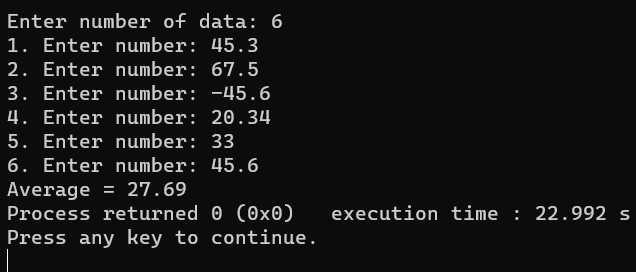 Enter number of data: 6
1. Enter number: 45.3
2. Enter number: 67.5
3. Enter number: -45.6
4. Enter number: 20.34
5. Enter number: 33
6. Enter number: 45.6
Average = 27.69
Process returned 0 (0x0)   execution time : 22.992 s
Press any key to continue.